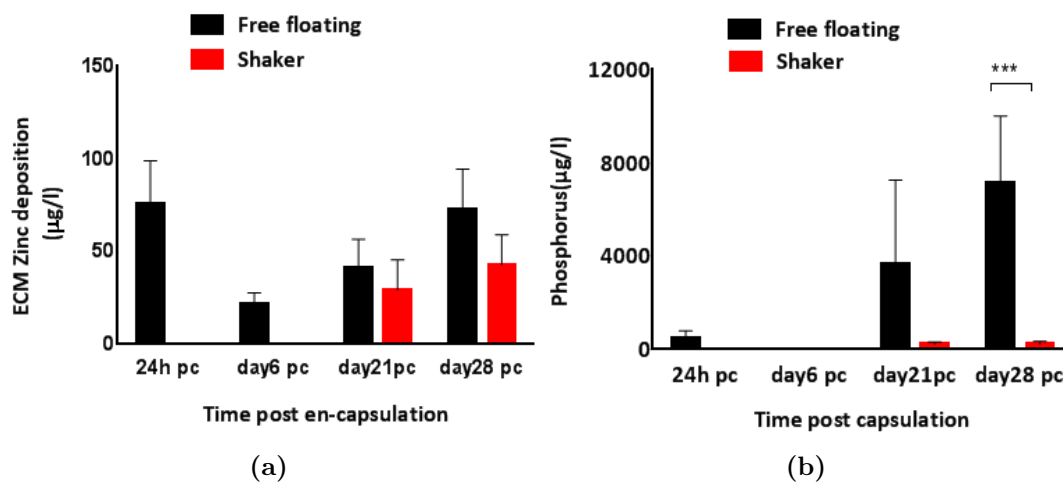 Free floating
Shaker
150
100
50
0
ECM Zinc deposition
(µg/l)
24h pc
day6 pc
day21pc
day28 pc
Time post en-capsulation
(a)
Free floating
Shaker
12000
8000
4000
0
Phosphorus(µg/l)
***
24h pc
day6 pc
day21pc
day28 pc
Time post capsulation
(b)